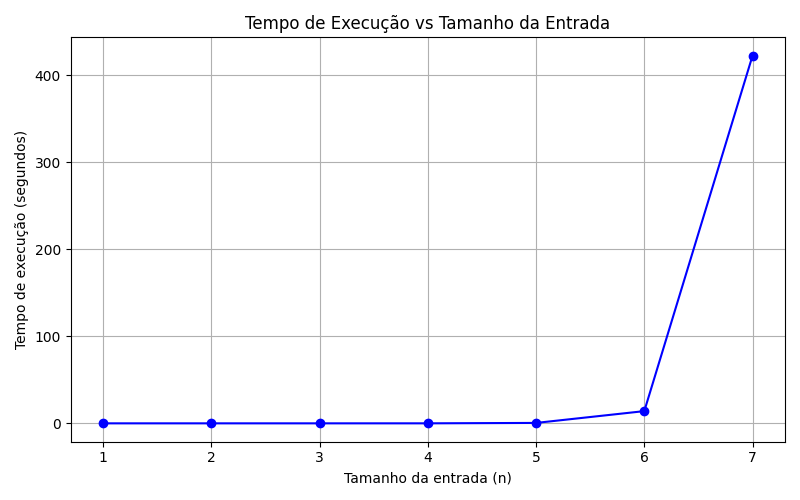 Tempo de Execução vs Tamanho da Entrada
Tempo de execução (segundos)
400
300
200
100
0
1 2 3 4 5 6 7
Tamanho da entrada (n)